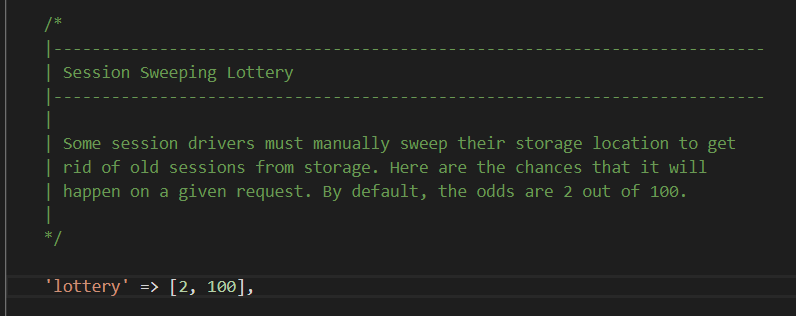 /*
|--------------------------------------------------------------------------
| Session Sweeping Lottery
|--------------------------------------------------------------------------
|
| Some session drivers must manually sweep their storage location to get
| rid of old sessions from storage. Here are the chances that it will
| happen on a given request. By default, the odds are 2 out of 100.
|
*/
'lottery' => [2, 100],